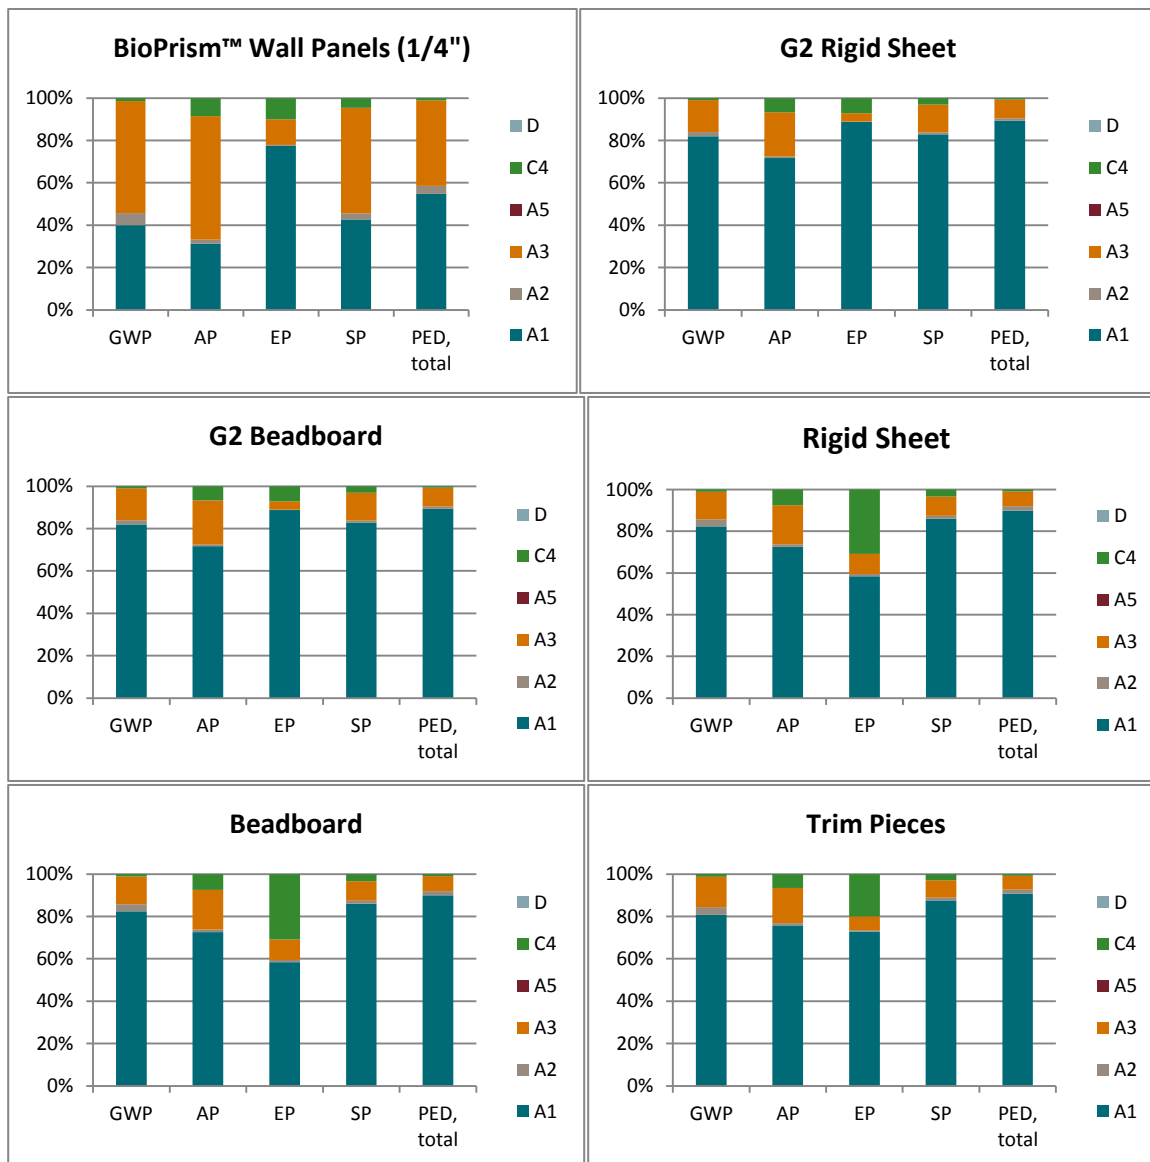 BioPrism™ Wall Panels (1/4")
100%
80%
60%
40%
20%
0%
GWP AP EP SP PED,
total
D
C4
A5
A3
A2
A1
G2 Rigid Sheet
100%
80%
60%
40%
20%
0%
GWP AP EP SP PED,
total
D
C4
A5
A3
A2
A1
G2 Beadboard
100%
80%
60%
40%
20%
0%
GWP AP EP SP PED,
total
D
C4
A5
A3
A2
A1
Rigid Sheet
100%
80%
60%
40%
20%
0%
GWP AP EP SP PED,
total
D
C4
A5
A3
A2
A1
Beadboard
100%
80%
60%
40%
20%
0%
GWP AP EP SP PED,
total
D
C4
A5
A3
A2
A1
Trim Pieces
100%
80%
60%
40%
20%
0%
GWP AP EP SP PED,
total
D
C4
A5
A3
A2
A1